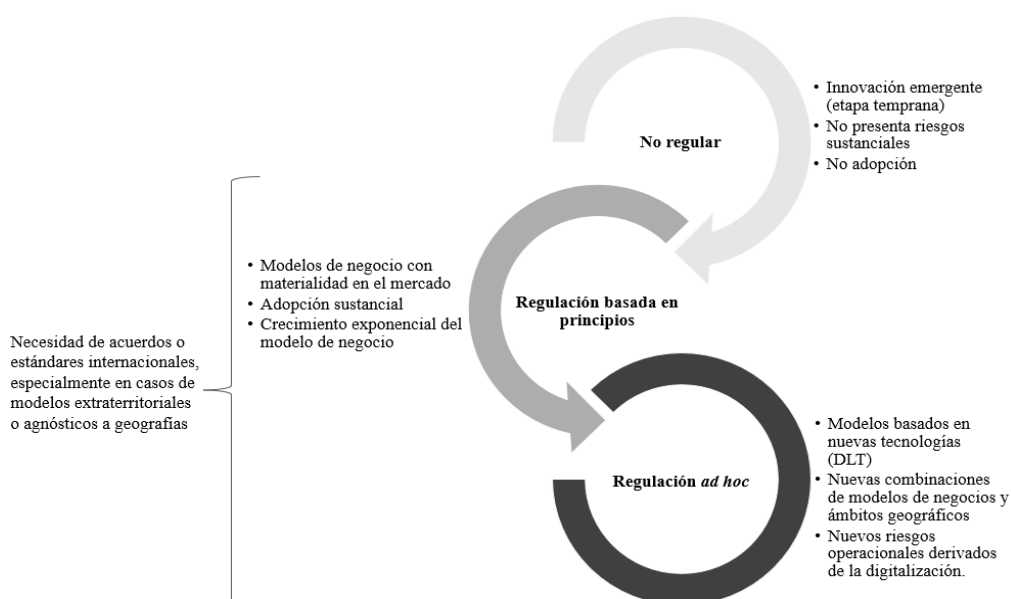 No regular
• Innovación emergente
(etapa temprana)
• No presenta riesgos
sustanciales
• No adopción
Necesidad de acuerdos o
estándares internacionales,
especialmente en casos de
modelos extraterritoriales
o agnósticos a geografías
• Modelos de negocio con
materialidad en el mercado
• Adopción sustancial
• Crecimiento exponencial del
modelo de negocio
Regulación basada en
principios
Regulación ad hoc
• Modelos basados en
nuevas tecnologías
(DLT)
• Nuevas combinaciones
de modelos de negocios y
ámbitos geográficos
• Nuevos riesgos
operacionales derivados
de la digitalización.